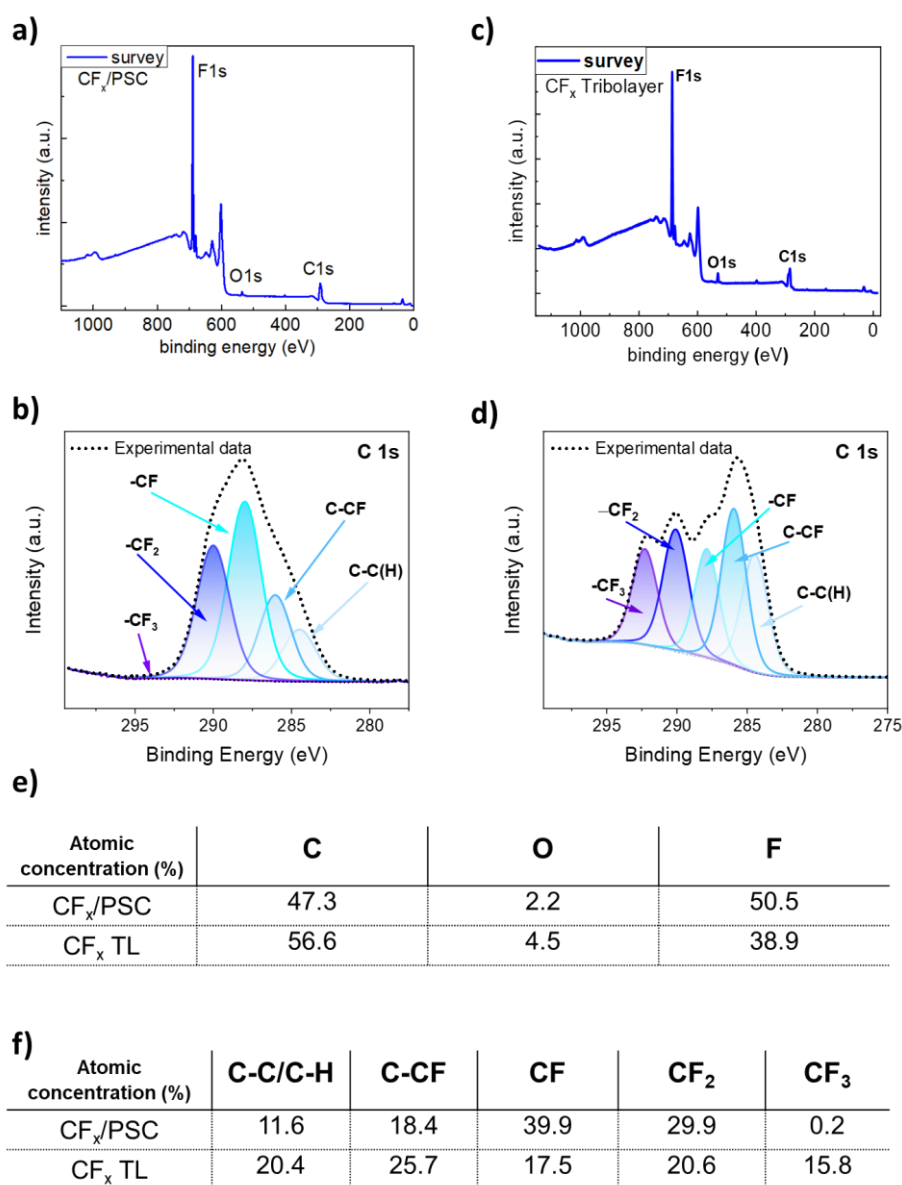 a)
survey
CFₓ/PSC
F1s
O1s
C1s
intensity (a.u.)
1000 800 600 400 200 0
binding energy (eV)
c)
survey
CFₓ Tribolayer
F1s
O1s
C1s
intensity (a.u.)
1000 800 600 400 200 0
binding energy (eV)
b)
Experimental data
C 1s
-CF
C-CF
-CF₂
C-C(H)
-CF₃
Intensity (a.u.)
295 290 285 280
Binding Energy (eV)
d)
Experimental data
C 1s
–CF₂
-CF
C-CF
-CF₃
C-C(H)
Intensity (a.u.)
295 290 285 280 275
Binding Energy (eV)
e)
Atomic
concentration (%)
C O F
CFₓ/PSC 47.3 2.2 50.5
CFₓ TL 56.6 4.5 38.9
f)
Atomic
concentration (%)
C-C/C-H C-CF CF CF₂ CF₃
CFₓ/PSC 11.6 18.4 39.9 29.9 0.2
CFₓ TL 20.4 25.7 17.5 20.6 15.8